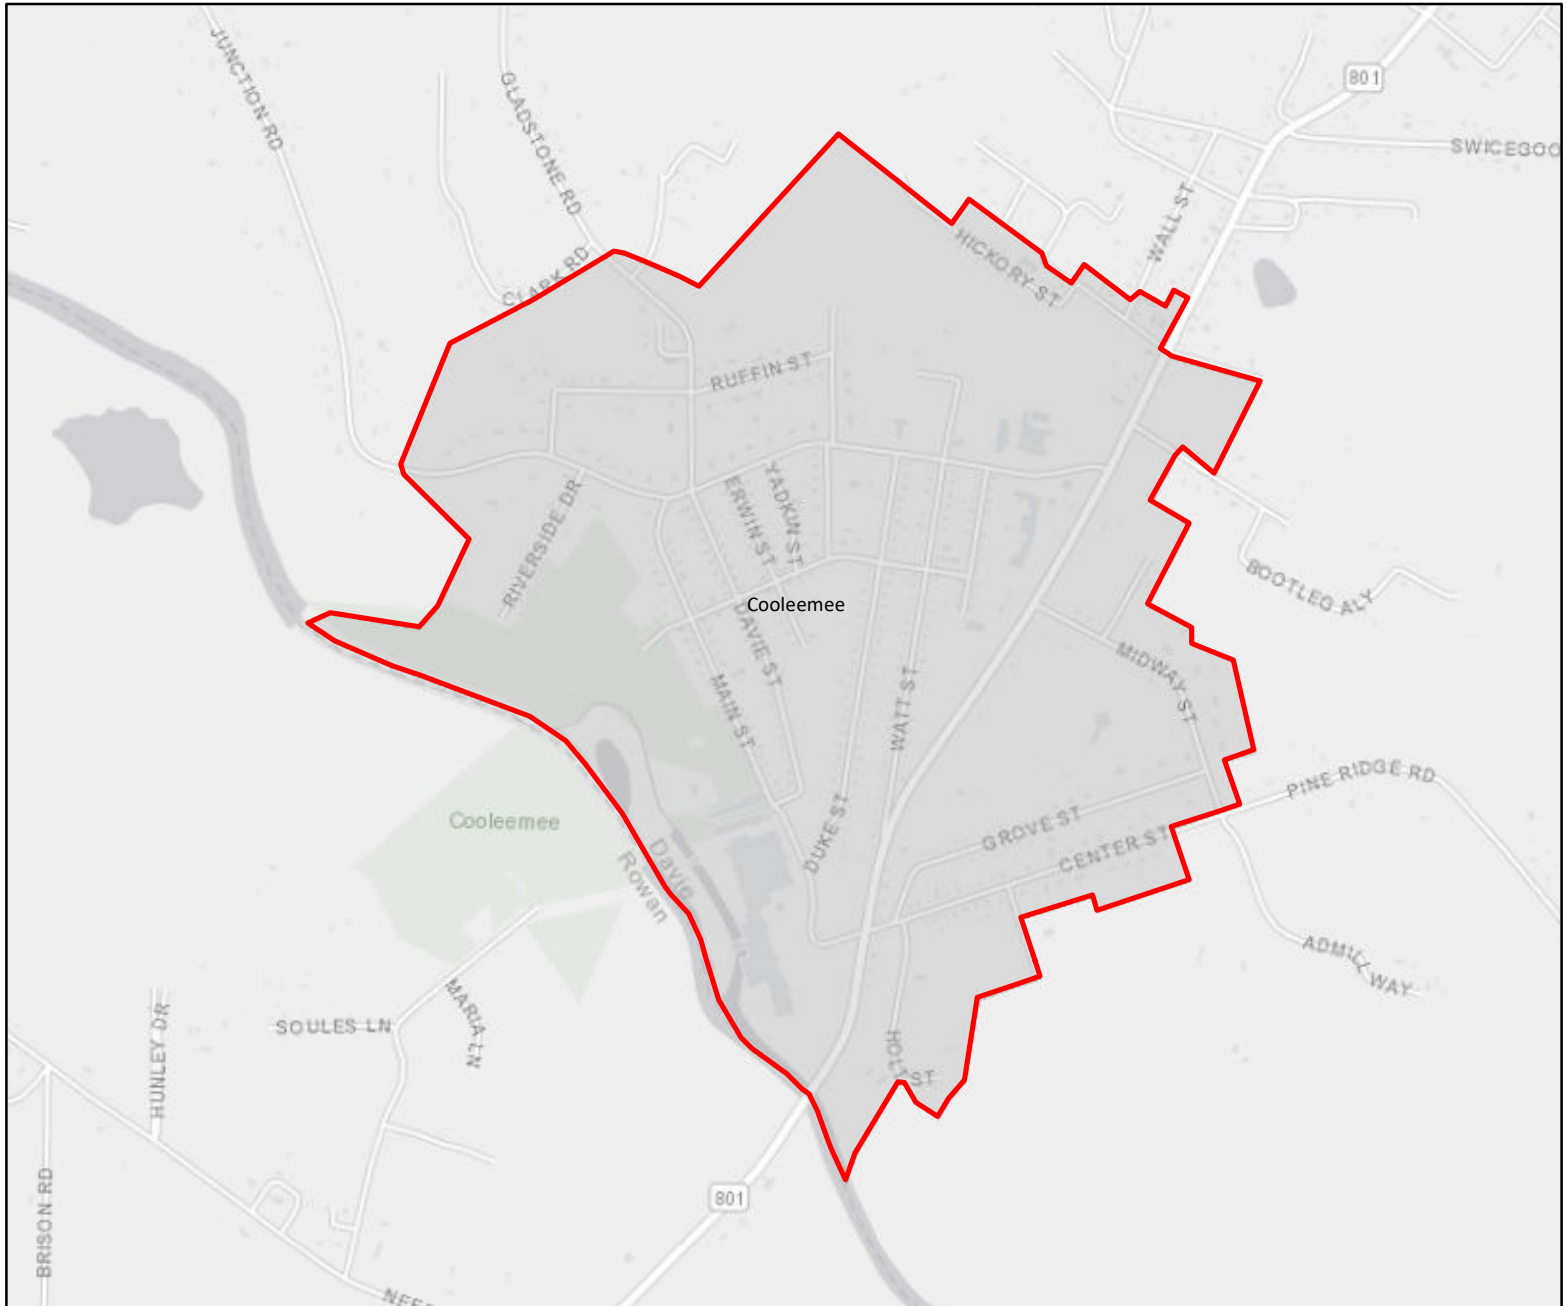 JUNCTION RD
GLADSTONE RD
801
SWICEGOO
WALL ST
HICKORY ST
CLARK RD
RUFFIN ST
YADKIN ST
ERWIN ST
RIVERSIDE DR
BOOTLEG ALY
Cooleemee
DAVIE ST
MIDWAY ST
MAIN ST
WATT ST
PINE RIDGE RD
DUKE ST
GROVE ST
CENTER ST
Cooleemee
Davie
Rowan
ADMILX WAY
MARIA LN
SOULES LN
HUNLEY DR
HOLT ST
BRISON RD
801